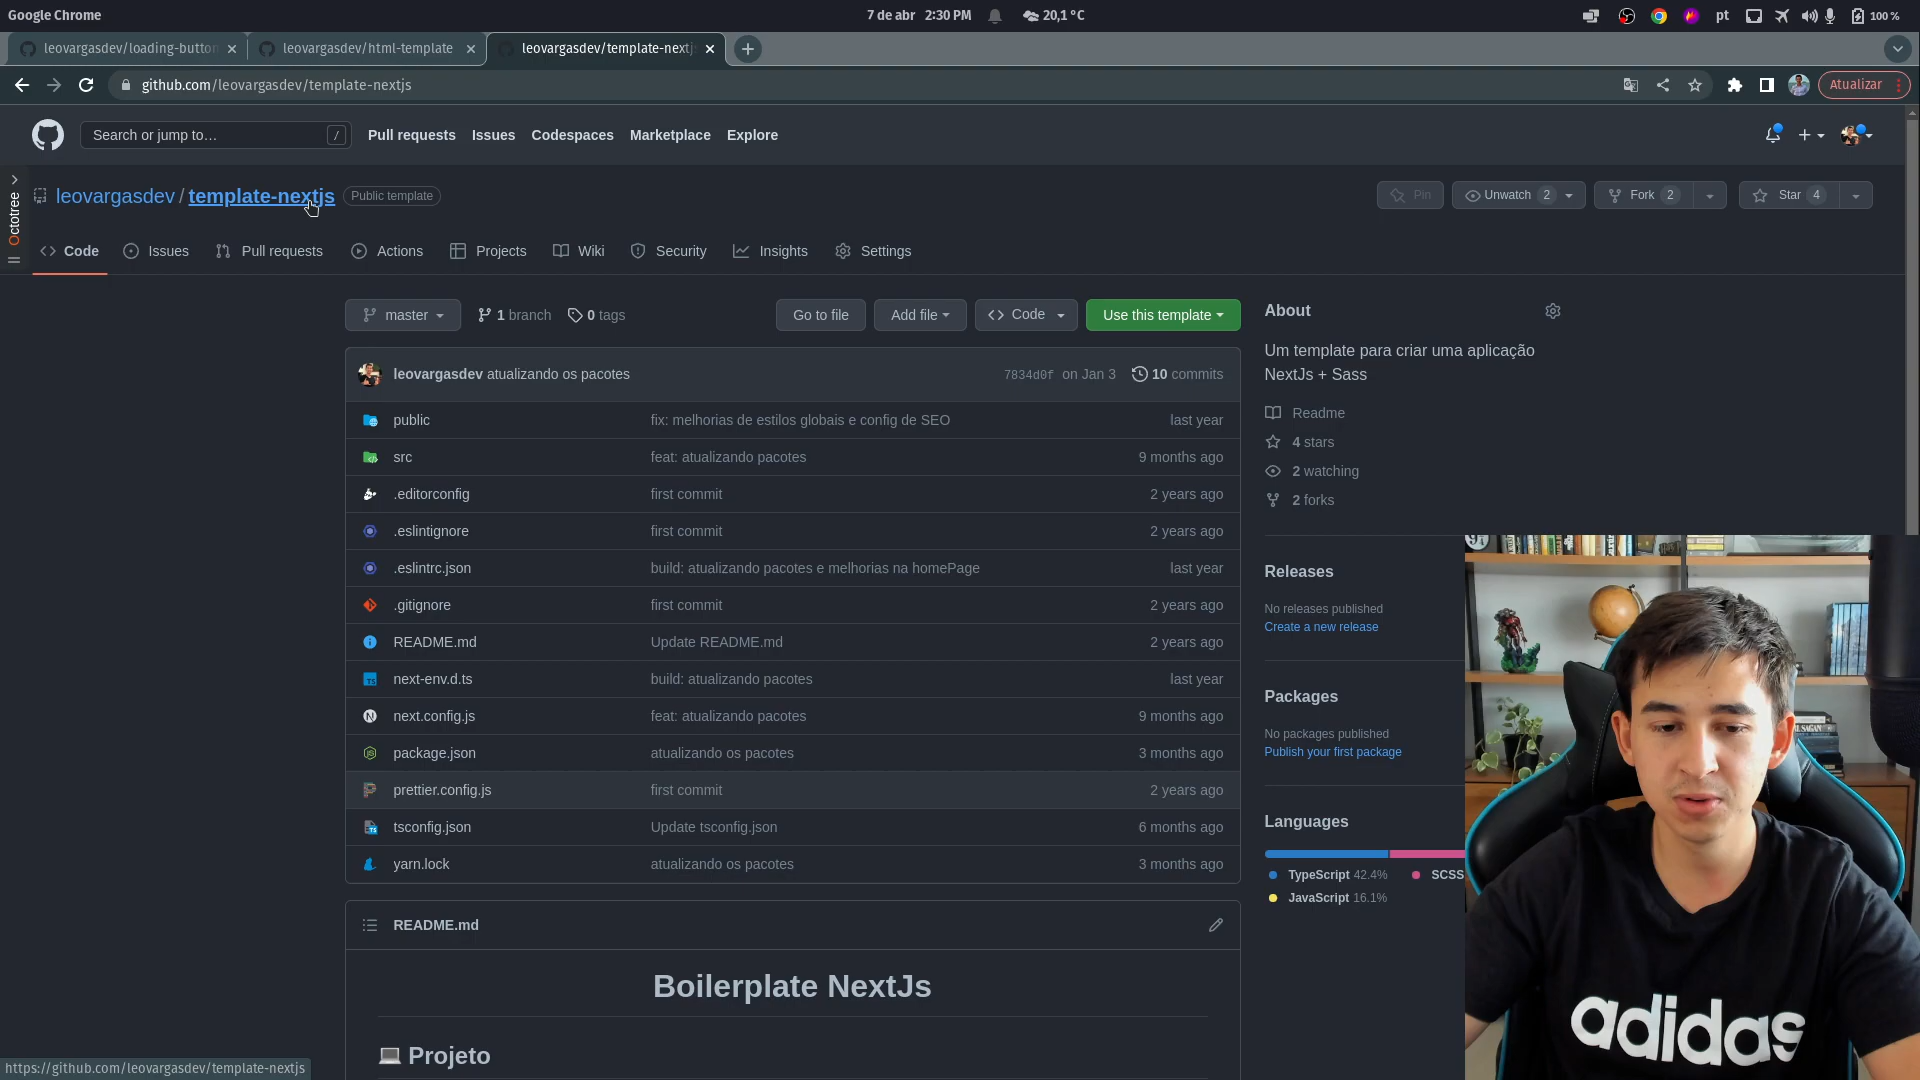 Google Chrome
7 de abr 2:30 PM 20,1 °C
pt 100 %
leovargasdev/loading-button
leovargasdev/html-template
leovargasdev/template-nextjs
github.com/leovargasdev/template-nextjs
Atualizar
Search or jump to… /
Pull requests Issues Codespaces Marketplace Explore
Octotree
leovargasdev / template-nextjs Public template
Pin Unwatch 2 Fork 2 Star 4
Code Issues Pull requests Actions Projects Wiki Security Insights Settings
master 1 branch 0 tags Go to file Add file Code Use this template
leovargasdev atualizando os pacotes 7834d0f on Jan 3 10 commits
public fix: melhorias de estilos globais e config de SEO last year
src feat: atualizando pacotes 9 months ago
.editorconfig first commit 2 years ago
.eslintignore first commit 2 years ago
.eslintrc.json build: atualizando pacotes e melhorias na homePage last year
.gitignore first commit 2 years ago
README.md Update README.md 2 years ago
next-env.d.ts build: atualizando pacotes last year
next.config.js feat: atualizando pacotes 9 months ago
package.json atualizando os pacotes 3 months ago
prettier.config.js first commit 2 years ago
tsconfig.json Update tsconfig.json 6 months ago
yarn.lock atualizando os pacotes 3 months ago
README.md
Boilerplate NextJs
Projeto
About
Um template para criar uma aplicação
NextJs + Sass
Readme
4 stars
2 watching
2 forks
Releases
No releases published
Create a new release
Packages
No packages published
Publish your first package
Languages
TypeScript 42.4% SCSS
JavaScript 16.1%
SAGAN
adidas
https://github.com/leovargasdev/template-nextjs